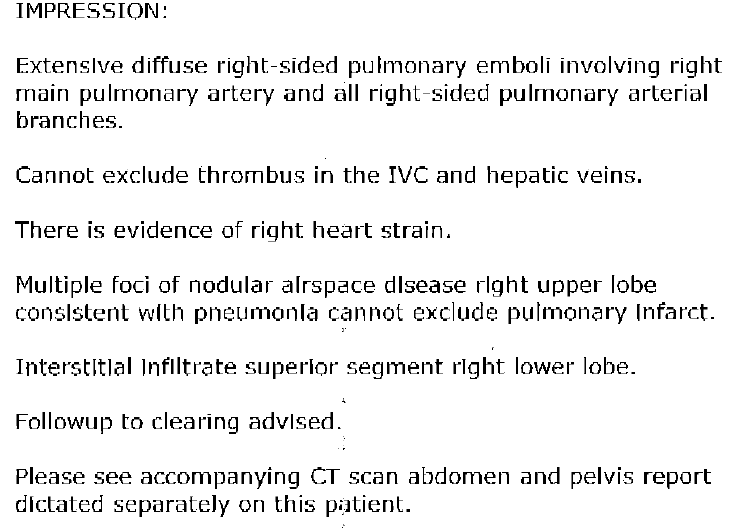 IMPRESSION:
Extensive diffuse right-sided pulmonary emboli involving right
main pulmonary artery and all right-sided pulmonary arterial
branches.
Cannot exclude thrombus in the IVC and hepatic veins.
There is evidence of right heart strain.
Multiple foci of nodular airspace disease right upper lobe
consistent with pneumonia cannot exclude pulmonary infarct.
Interstitial infiltrate superior segment right lower lobe.
Followup to clearing advised.
Please see accompanying CT scan abdomen and pelvis report
dictated separately on this patient.